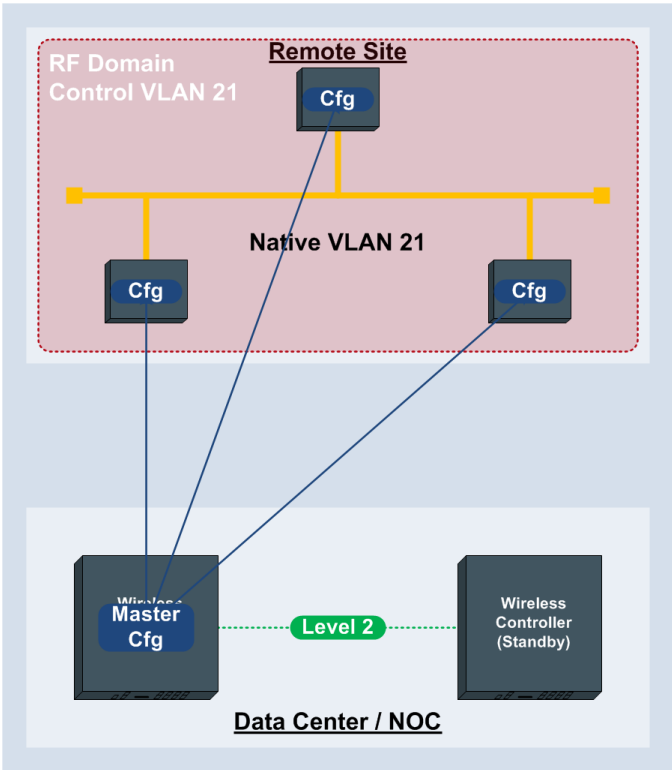 Remote Site
RF Domain
Control VLAN 21
Cfg
Native VLAN 21
Cfg
Cfg
Wireless
Master
Cfg
Level 2
Wireless
Controller
(Standby)
Data Center / NOC